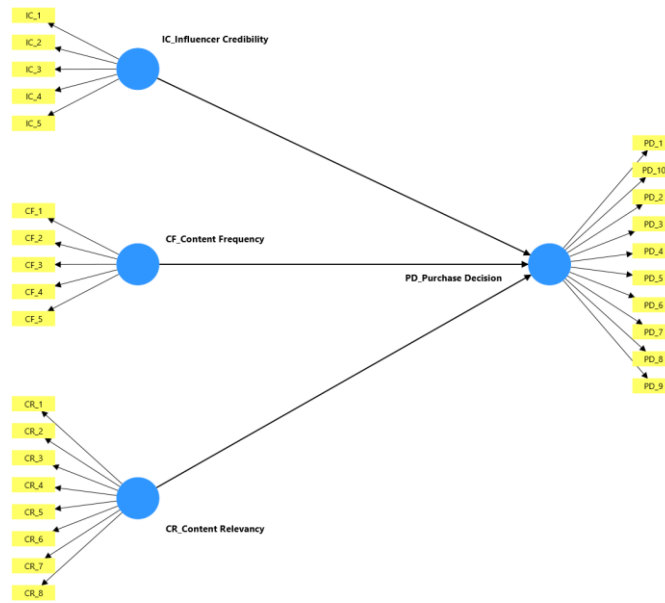 IC_1
IC_2
IC_3
IC_4
IC_5
IC_Influencer Credibility
CF_1
CF_2
CF_3
CF_4
CF_5
CF_Content Frequency
CR_1
CR_2
CR_3
CR_4
CR_5
CR_6
CR_7
CR_8
CR_Content Relevancy
PD_Purchase Decision
PD_1
PD_10
PD_2
PD_3
PD_4
PD_5
PD_6
PD_7
PD_8
PD_9